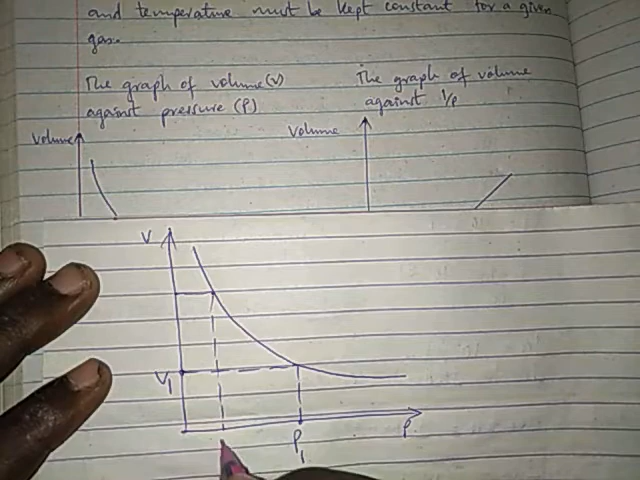 and temperature must be kept constant for a given
gas.
The graph of volume (v)
against pressure (P)
The graph of volume
against 1/p
Volume
Volume
V
V1
P1
P